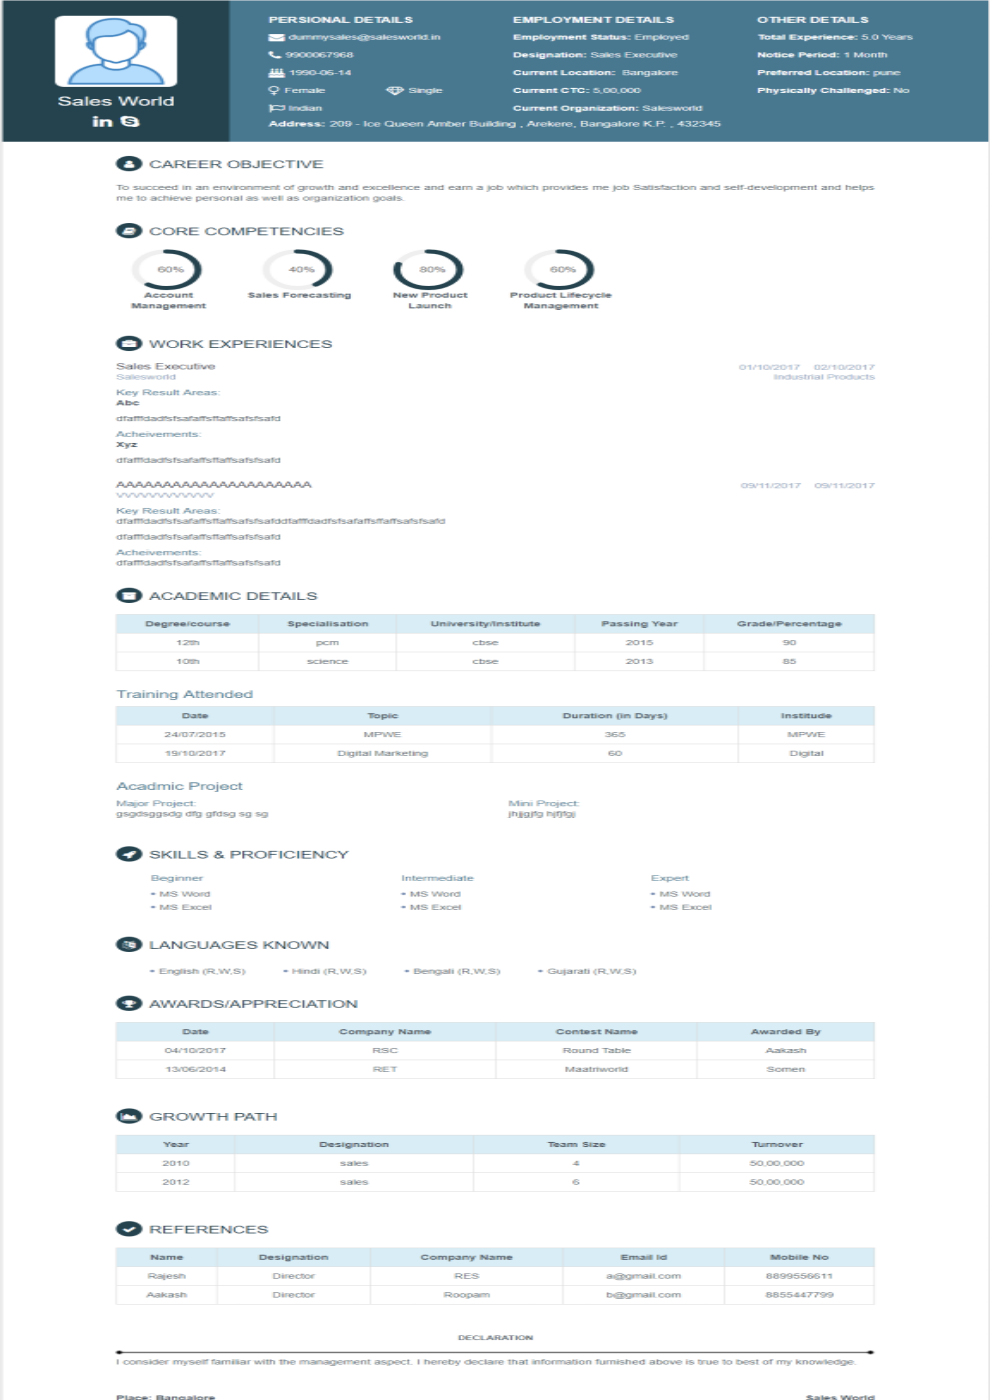 PERSIONAL DETAILS
dummysales@salesworld.in
9900067968
1990-06-14
Female Single
Indian
Address: 209 - Ice Queen Amber Building , Arekere, Bangalore K.P. , 432345
EMPLOYMENT DETAILS
Employment Status: Employed
Designation: Sales Executive
Current Location: Bangalore
Current CTC: 5,00,000
Current Organization: Salesworld
OTHER DETAILS
Total Experience: 5.0 Years
Notice Period: 1 Month
Preferred Location: pune
Physically Challenged: No
Sales World
in S
CAREER OBJECTIVE
To succeed in an environment of growth and excellence and earn a job which provides me job Satisfaction and self-development and helps
me to achieve personal as well as organization goals.
CORE COMPETENCIES
60% 40% 80% 60%
Account Management
Sales Forecasting
New Product Launch
Product Lifecycle Management
WORK EXPERIENCES
Sales Executive 01/10/2017 02/10/2017
Salesworld Industrial Products
Key Result Areas:
Abc
dfafffdadfsfsafaffsffaffsafsfsafd
Acheivements:
Xyz
dfafffdadfsfsafaffsffaffsafsfsafd
09/11/2017 09/11/2017
Key Result Areas:
dfafffdadfsfsafaffsffaffsafsfsafddfafffdadfsfsafaffsffaffsafsfsafd
dfafffdadfsfsafaffsffaffsafsfsafd
Acheivements:
dfafffdadfsfsafaffsffaffsafsfsafd
ACADEMIC DETAILS
Degree/course Specialisation University/institute Passing Year Grade/Percentage
12th pcm cbse 2015 90
10th science cbse 2013 85
Training Attended
Date Topic Duration (in Days) Institude
24/07/2015 MPWE 365 MPWE
19/10/2017 Digital Marketing 60 Digital
Acadmic Project
Major Project: Mini Project:
gsgdsggsdg dfg gfdsg sg sg
SKILLS & PROFICIENCY
Beginner Intermediate Expert
• MS Word • MS Word • MS Word
• MS Excel • MS Excel • MS Excel
LANGUAGES KNOWN
• English (R,W,S) • Hindi (R,W,S) • Bengali (R,W,S) • Gujarati (R,W,S)
AWARDS/APPRECIATION
Date Company Name Contest Name Awarded By
04/10/2017 RSC Round Table Aakash
13/06/2014 RET Maatriworld Somen
GROWTH PATH
Year Designation Team Size Turnover
2010 sales 4 50,00,000
2012 sales 6 50,00,000
REFERENCES
Name Designation Company Name Email Id Mobile No
Rajesh Director RES a@gmail.com 8899556611
Aakash Director Roopam b@gmail.com 8855447799
DECLARATION
I consider myself familiar with the management aspect. I hereby declare that information furnished above is true to best of my knowledge.
Place: Bangalore Sales World